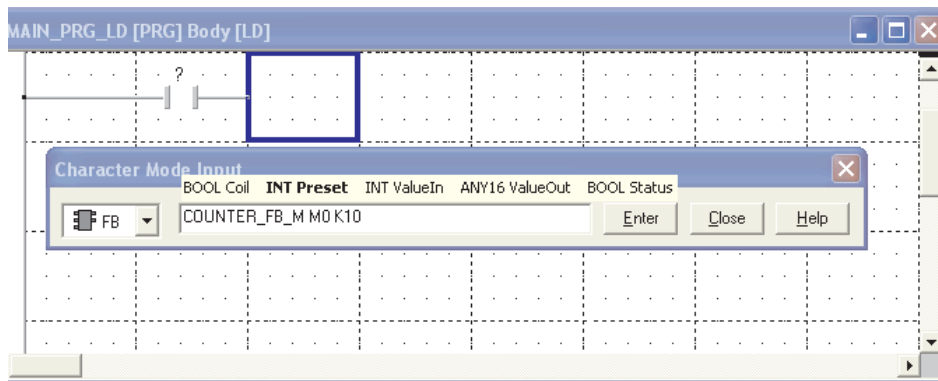 MAIN_PRG_LD [PRG] Body [LD]
?
Character Mode Input
BOOL Coil INT Preset INT ValueIn ANY16 ValueOut BOOL Status
FB COUNTER_FB_M M0 K10 Enter Close Help